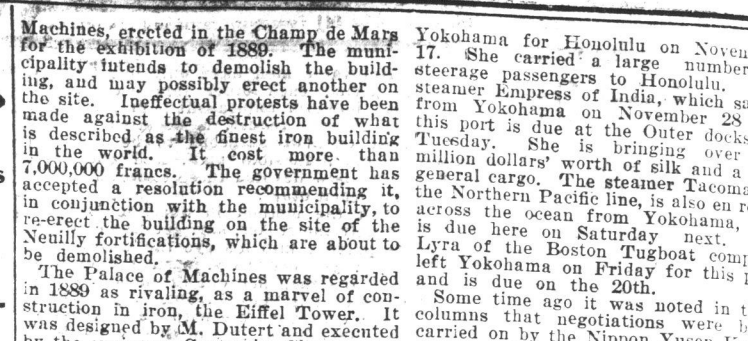 Machines, erected in the Champ de Mars
for the exhibition of 1889. The muni-
cipality intends to demolish the build-
ing, and may possibly erect another on
the site. Ineffectual protests have been
made against the destruction of what
is described as the finest iron building
in the world. It cost more than
7,000,000 francs. The government has
accepted a resolution recommending it,
in conjunction with the municipality, to
re-erect the building on the site of the
Neuilly fortifications, which are about to
be demolished.
The Palace of Machines was regarded
in 1889 as rivaling, as a marvel of con-
struction in iron, the Eiffel Tower. It
was designed by M. Dutert and executed
Yokohama for Honolulu on Novem
17. She carried a large number
steerage passengers to Honolulu.
steamer Empress of India, which sa
from Yokohama on November 28
this port is due at the Outer docks
Tuesday. She is bringing over
million dollars' worth of silk and a
general cargo. The steamer Tacoma
the Northern Pacific line, is also en r
across the ocean from Yokohama,
is due here on Saturday next.
Lyra of the Boston Tugboat comp
left Yokohama on Friday for this
and is due on the 20th.
Some time ago it was noted in t
columns that negotiations were b
carried on by the Nippon Yusen